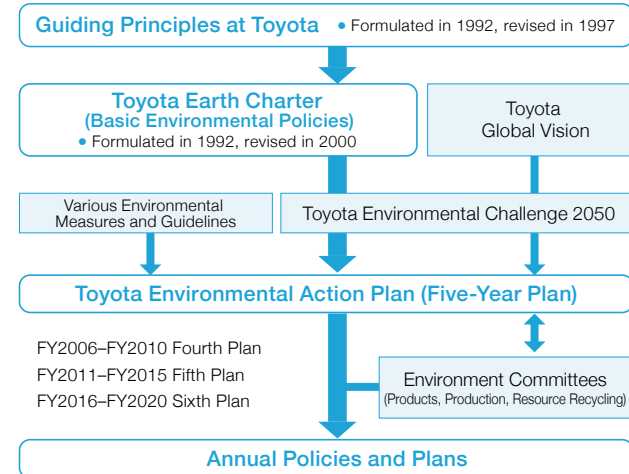 Guiding Principles at Toyota • Formulated in 1992, revised in 1997
Toyota Earth Charter
(Basic Environmental Policies)
• Formulated in 1992, revised in 2000
Toyota
Global Vision
Various Environmental
Measures and Guidelines
Toyota Environmental Challenge 2050
Toyota Environmental Action Plan (Five-Year Plan)
FY2006–FY2010 Fourth Plan
FY2011–FY2015 Fifth Plan
FY2016–FY2020 Sixth Plan
Environment Committees
(Products, Production, Resource Recycling)
Annual Policies and Plans